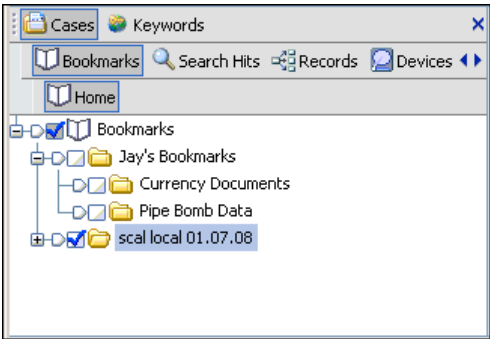 Cases Keywords
Bookmarks Search Hits Records Devices
Home
Bookmarks
Jay's Bookmarks
Currency Documents
Pipe Bomb Data
scal local 01.07.08